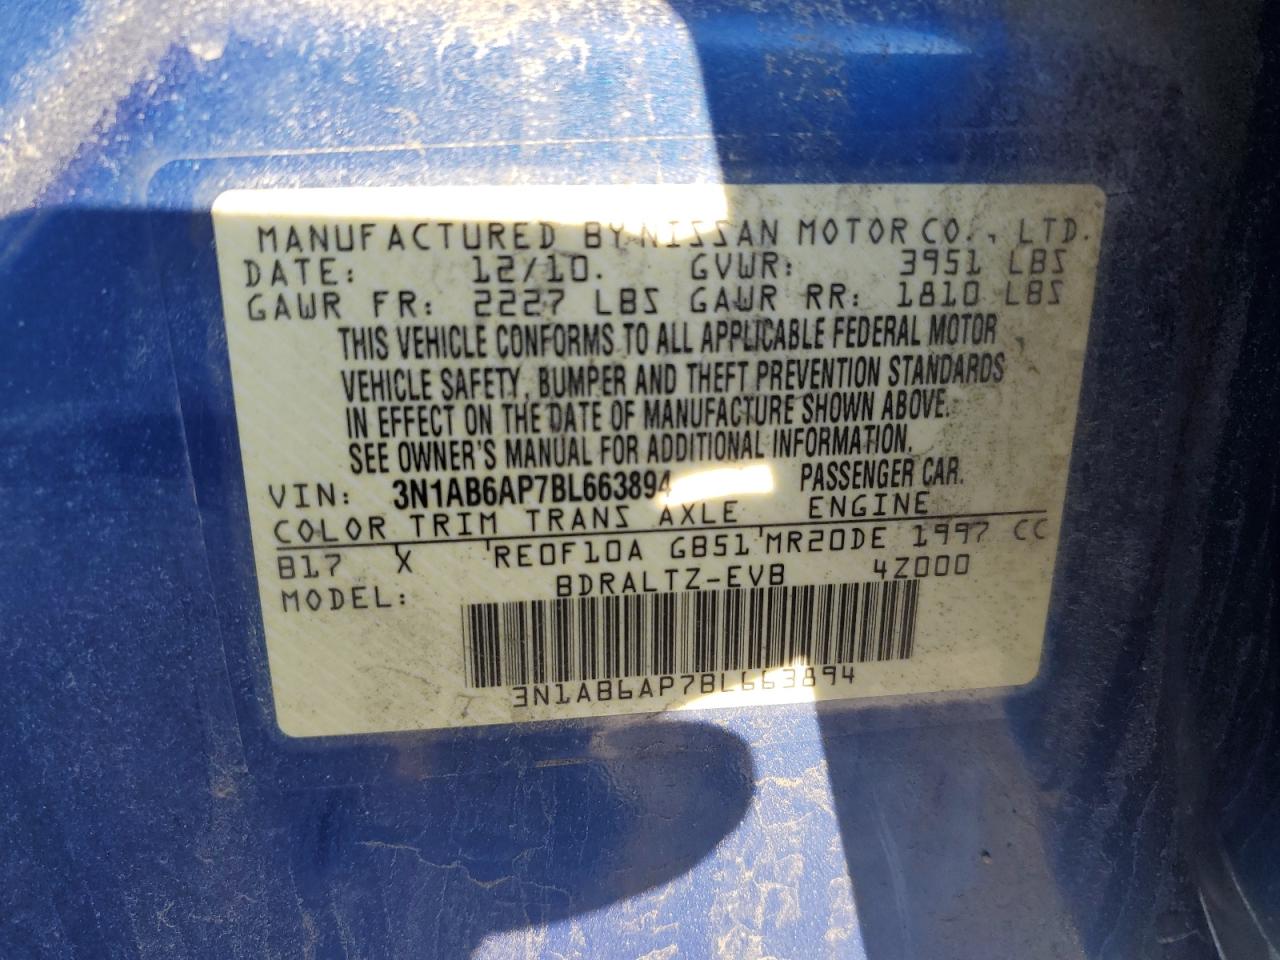 MANUFACTURED BY NISSAN MOTOR CO., LTD.
DATE: 12/10. GVWR: 3951 LBS
GAWR FR: 2227 LBS GAWR RR: 1810 LBS
THIS VEHICLE CONFORMS TO ALL APPLICABLE FEDERAL MOTOR
VEHICLE SAFETY, BUMPER AND THEFT PREVENTION STANDARDS
IN EFFECT ON THE DATE OF MANUFACTURE SHOWN ABOVE.
SEE OWNER'S MANUAL FOR ADDITIONAL INFORMATION.
VIN: 3N1AB6AP7BL663894 PASSENGER CAR.
COLOR TRIM TRANS AXLE ENGINE
B17 X RE0F10A GB51 MR20DE 1997 CC
MODEL: BDRALTZ-EVB 4Z000
3N1AB6AP7BL663894